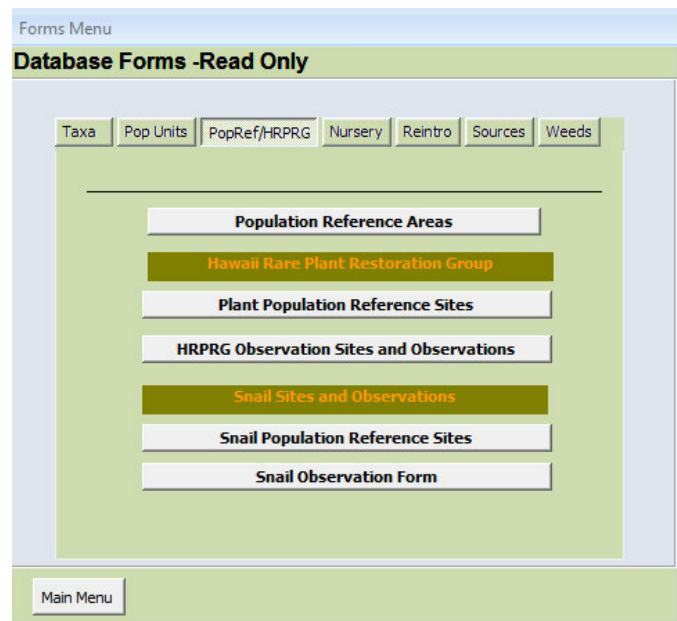 Forms Menu
Database Forms -Read Only
Taxa Pop Units PopRef/HRPRG Nursery Reintro Sources Weeds
Population Reference Areas
Hawaii Rare Plant Restoration Group
Plant Population Reference Sites
HRPRG Observation Sites and Observations
Snail Sites and Observations
Snail Population Reference Sites
Snail Observation Form
Main Menu